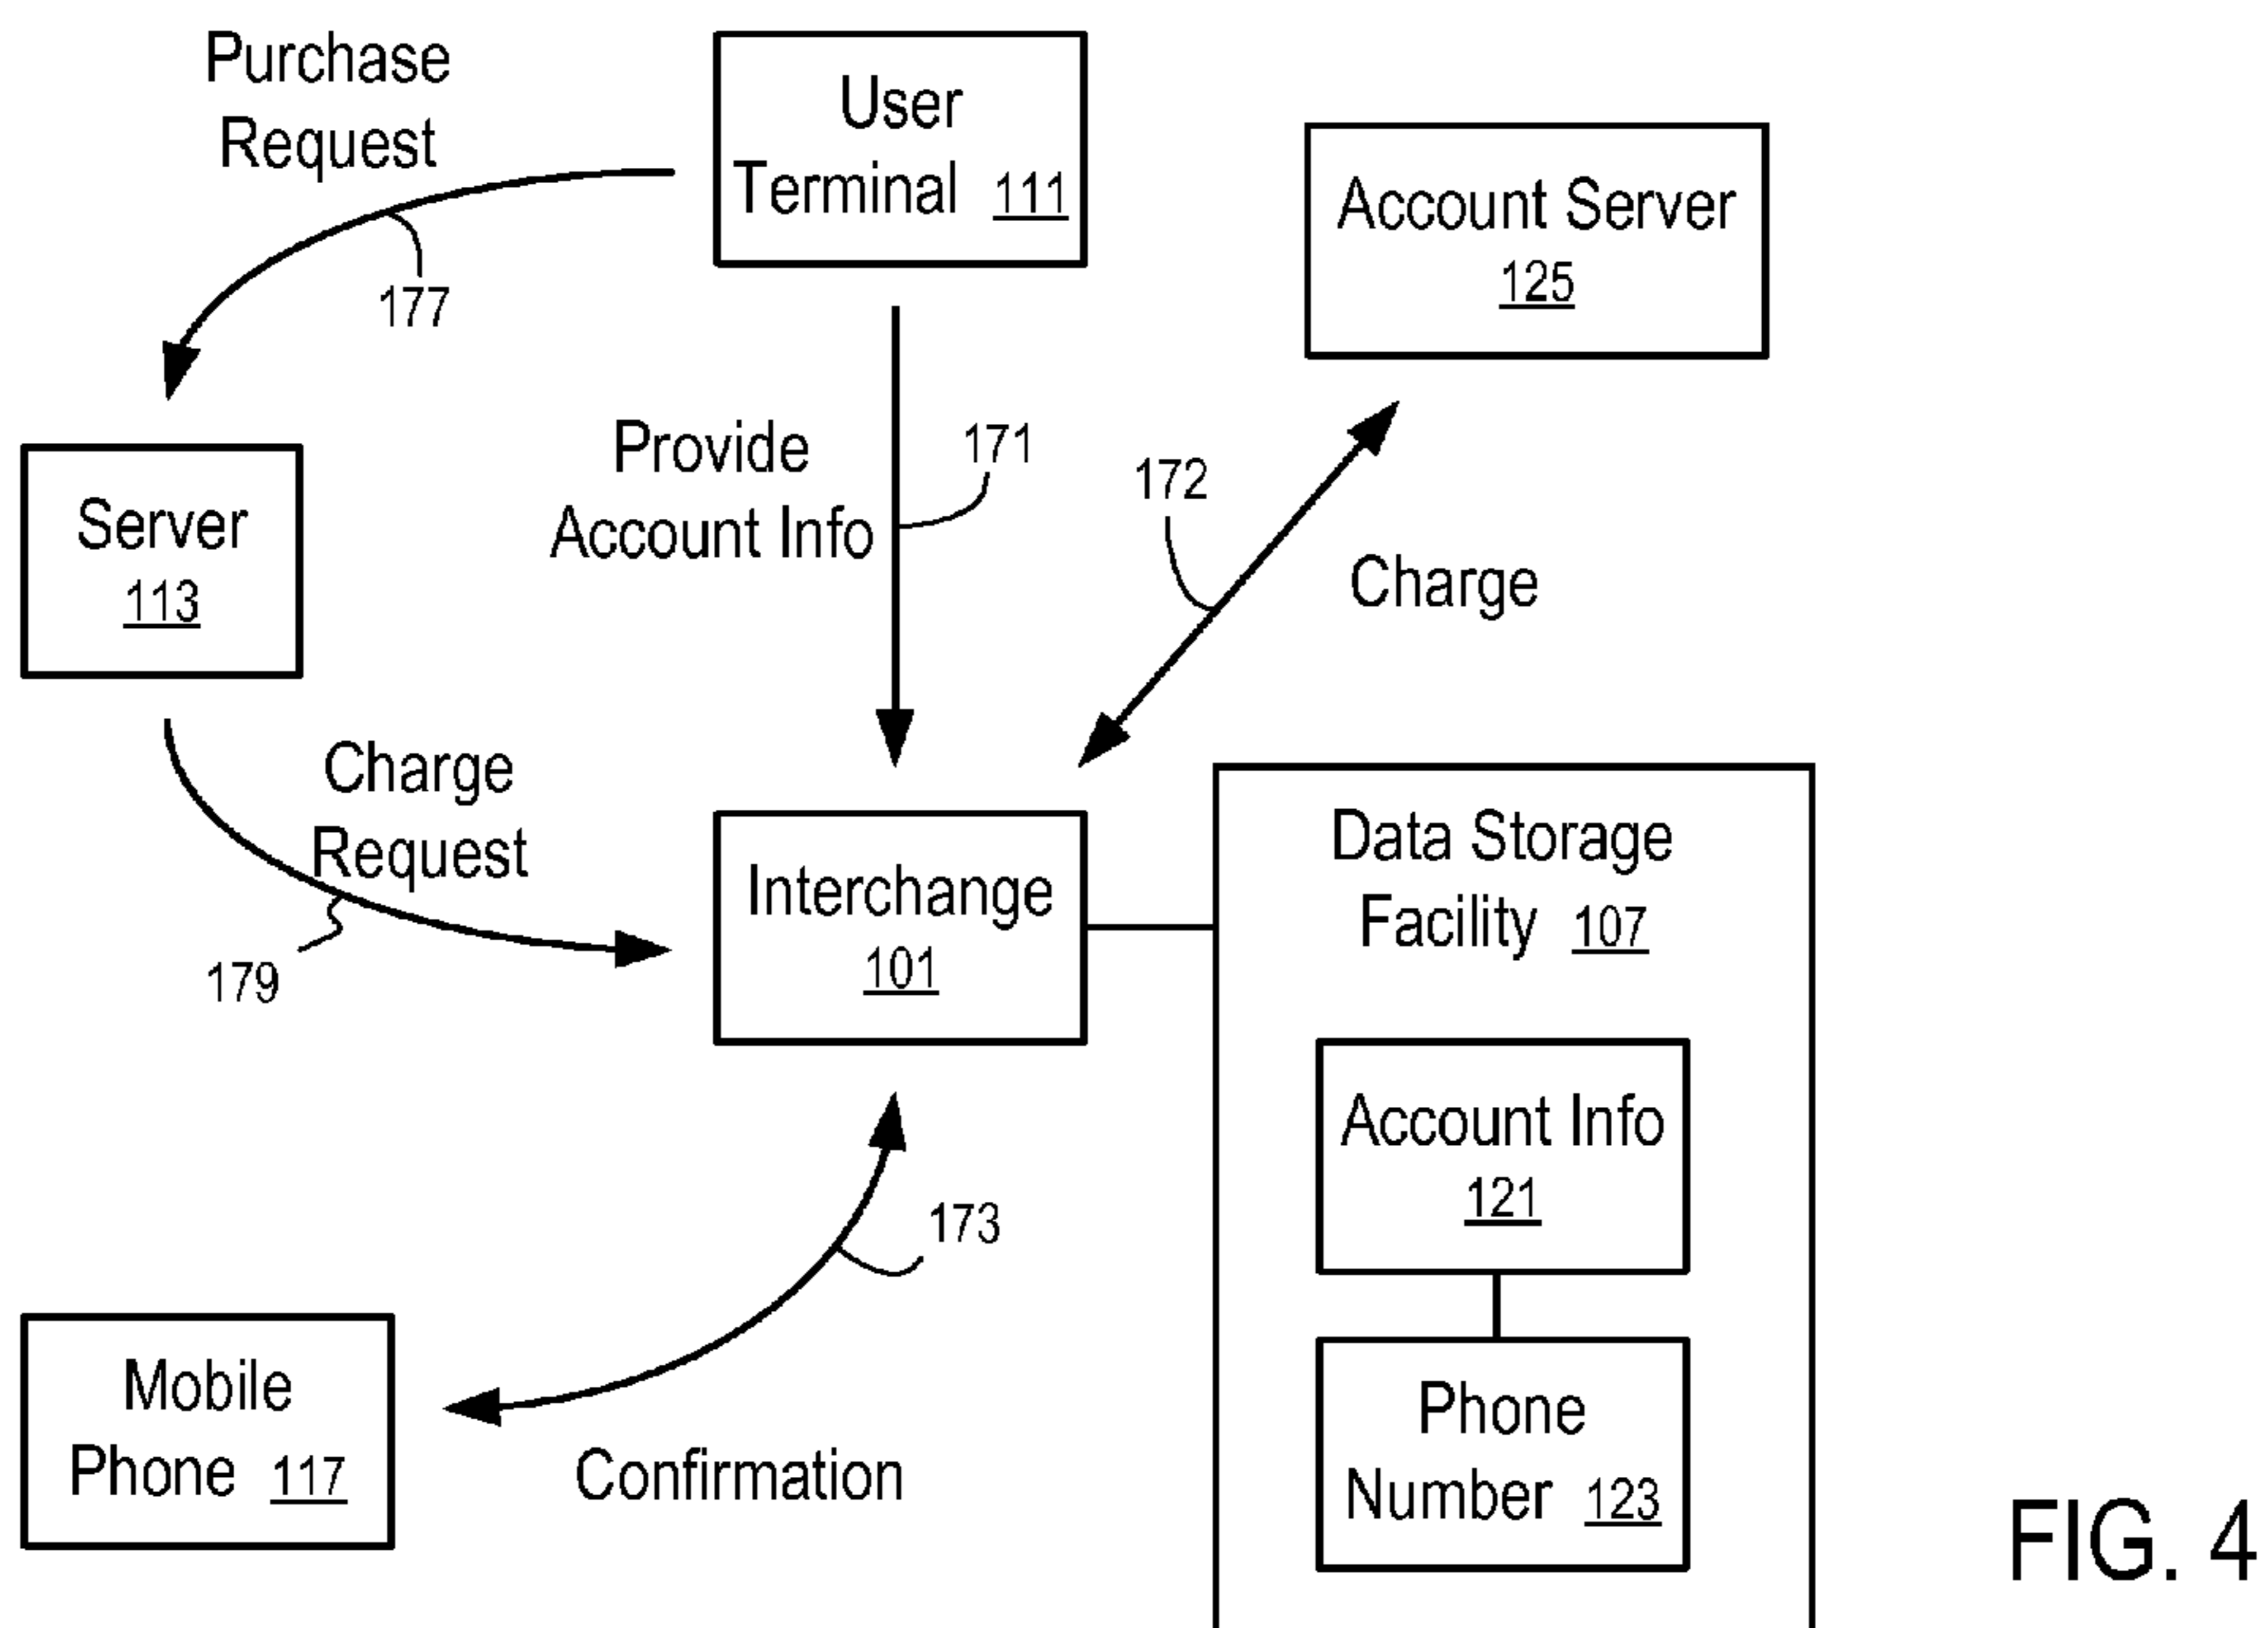 Purchase
Request
177
User
Terminal 111
Account Server
125
Server
113
Provide
Account Info
171
172
Charge
Charge
Request
179
Interchange
101
Data Storage
Facility 107
Account Info
121
Phone
Number 123
173
Mobile
Phone 117
Confirmation
FIG. 4